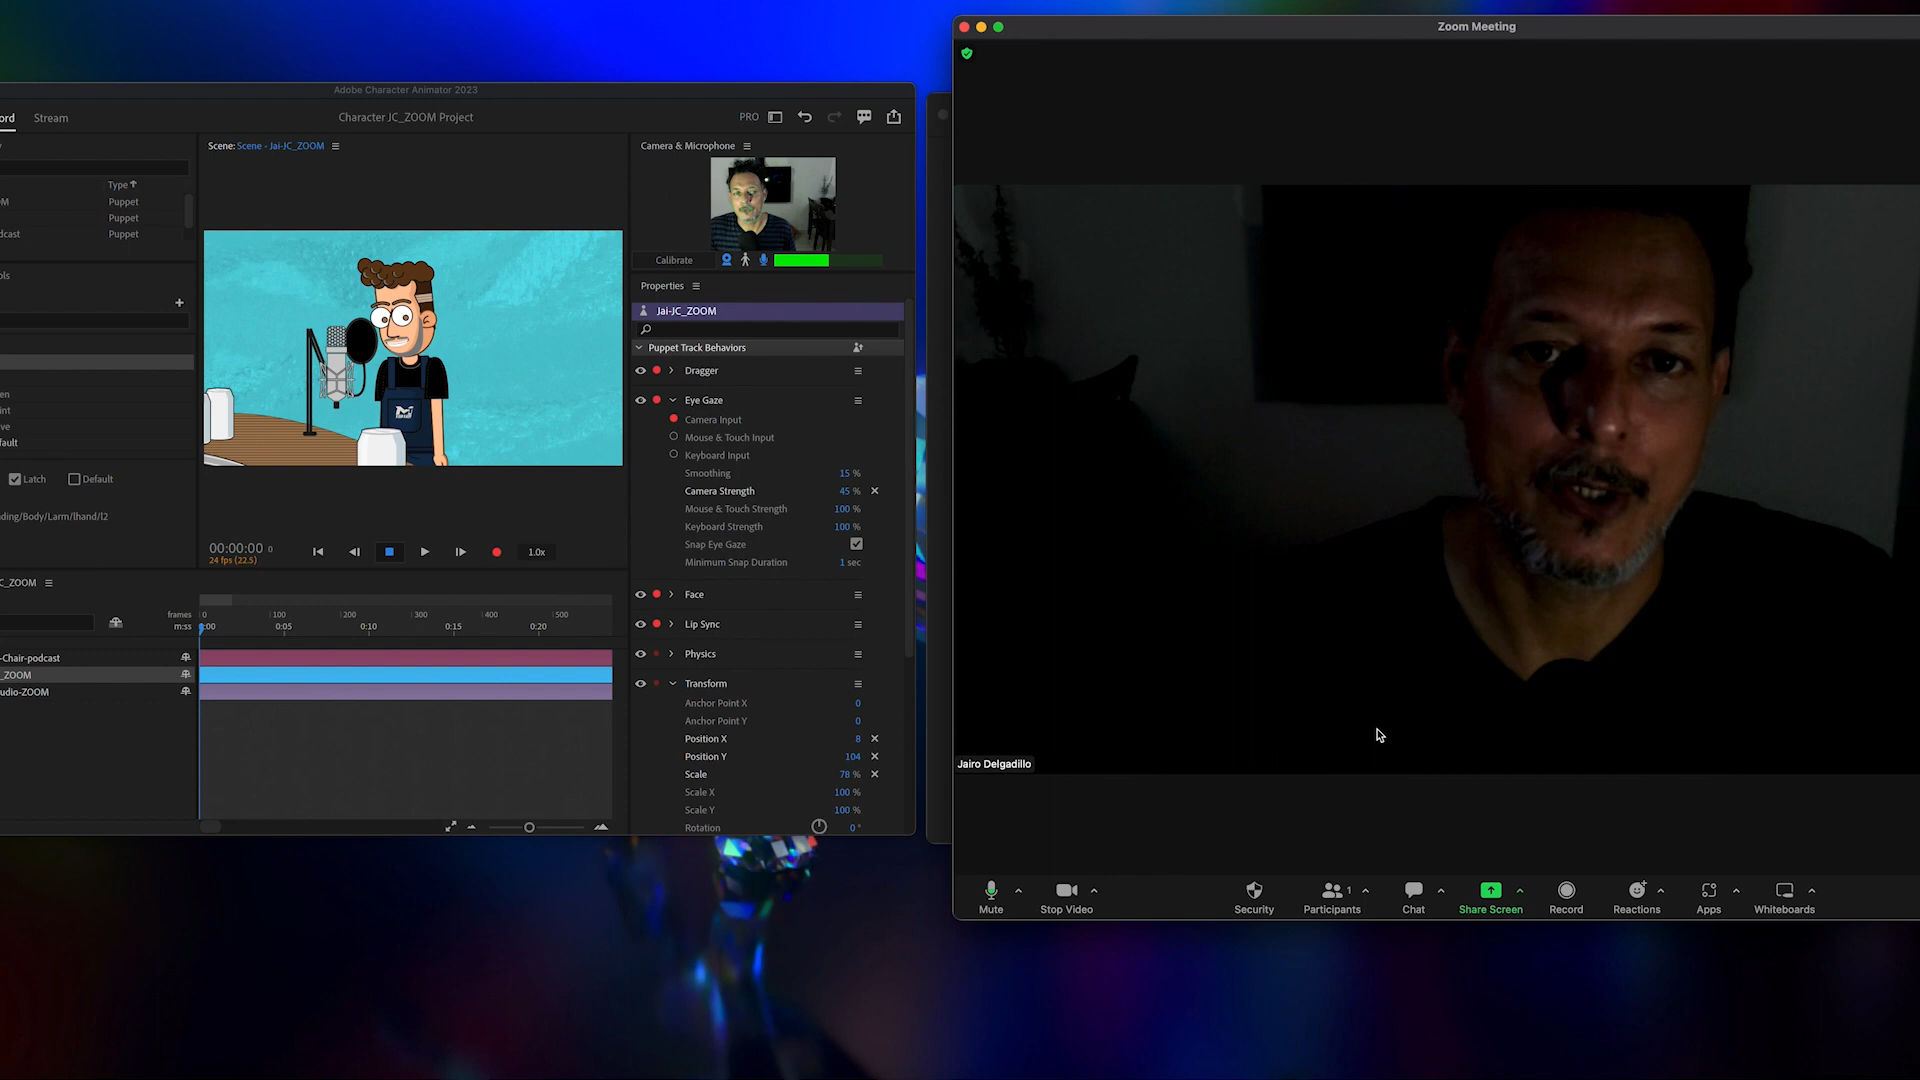 Adobe Character Animator 2023
ord
Stream
Character JC_ZOOM Project
PRO
Scene: Scene - Jai-JC_ZOOM
Type
OM
Puppet
Puppet
dcast
Puppet
ols
en
int
ve
fault
Latch
Default
ding/Body/Larm/lhand/l2
00:00:00 0
24 fps (22.5)
1.0x
C_ZOOM
frames
0
100
200
300
400
500
m:ss
0:00
0:05
0:10
0:15
0:20
-Chair-podcast
_ZOOM
udio-ZOOM
Camera & Microphone
Calibrate
Properties
Jai-JC_ZOOM
Puppet Track Behaviors
Dragger
Eye Gaze
Camera Input
Mouse & Touch Input
Keyboard Input
Smoothing 15 %
Camera Strength 45 %
Mouse & Touch Strength 100 %
Keyboard Strength 100 %
Snap Eye Gaze
Minimum Snap Duration 1 sec
Face
Lip Sync
Physics
Transform
Anchor Point X 0
Anchor Point Y 0
Position X 8
Position Y 104
Scale 78 %
Scale X 100 %
Scale Y 100 %
Rotation 0°
Zoom Meeting
Jairo Delgadillo
Mute
Stop Video
Security
1
Participants
Chat
Share Screen
Record
Reactions
Apps
Whiteboards